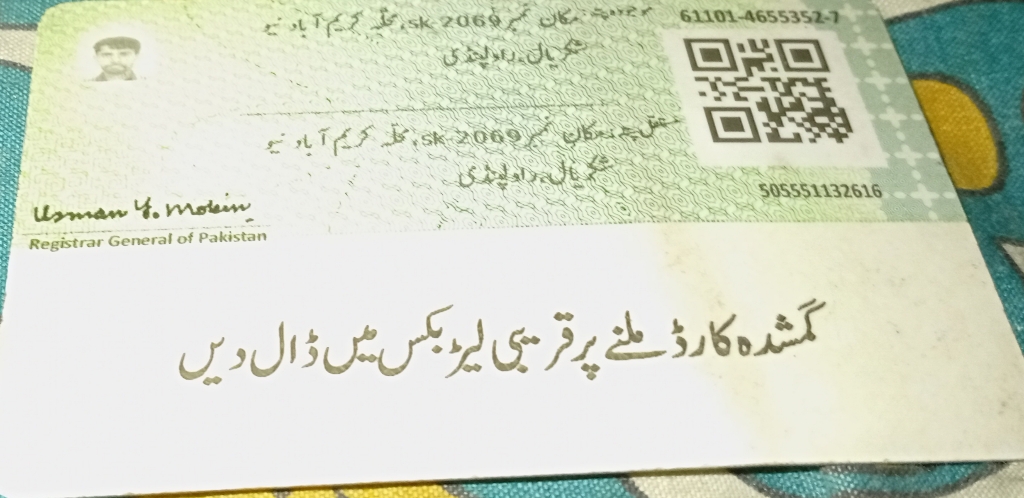 موجودہ پتہ: مکان نمبر sk 2069، محلہ کریم آباد نیو
شکریال، راولپنڈی
61101-4655352-7
مستقل پتہ: مکان نمبر sk 2069، محلہ کریم آباد نیو
شکریال، راولپنڈی
505551132616
Usman Y. Mobin
Registrar General of Pakistan
گمشدہ کارڈ ملنے پر قریبی لیٹر بکس میں ڈال دیں